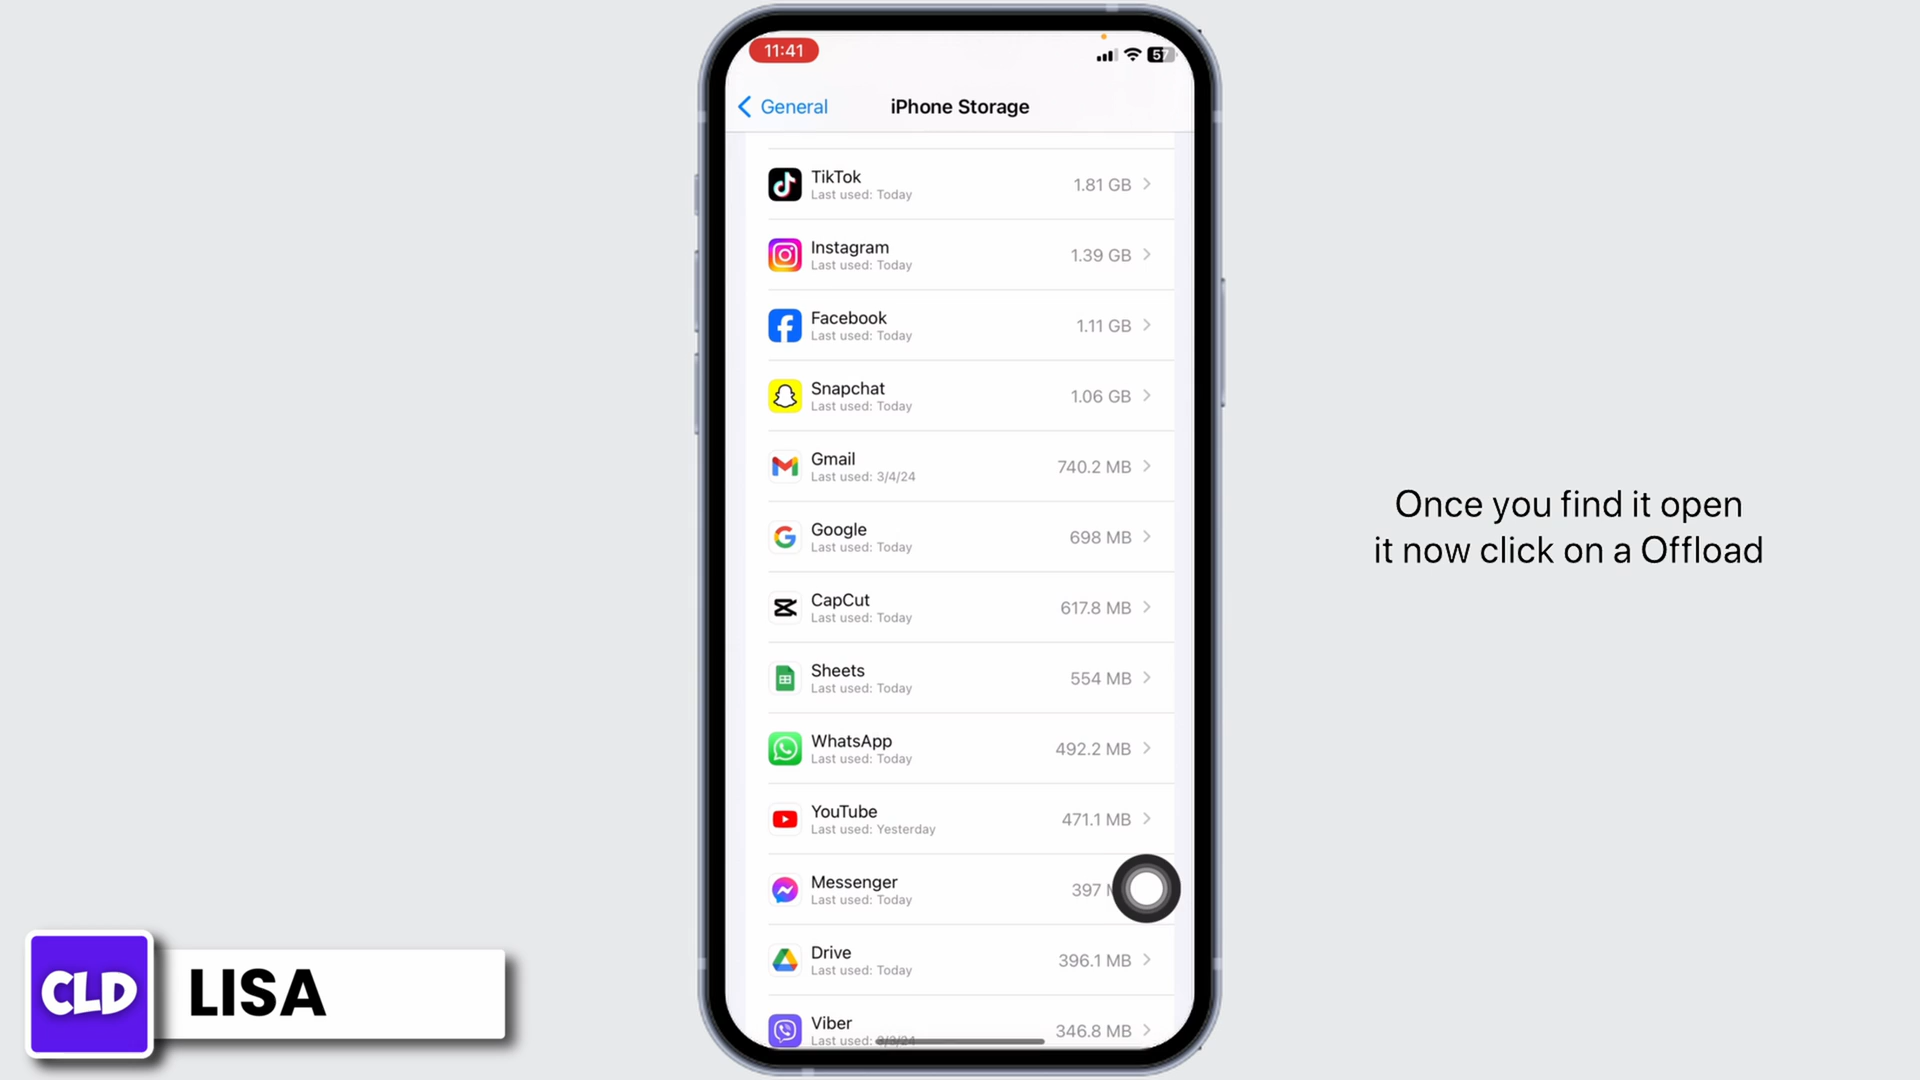 11:41
57
General
iPhone Storage
TikTok
Last used: Today
1.81 GB
Instagram
Last used: Today
1.39 GB
Facebook
Last used: Today
1.11 GB
Snapchat
Last used: Today
1.06 GB
Gmail
Last used: 3/4/24
740.2 MB
Google
Last used: Today
698 MB
CapCut
Last used: Today
617.8 MB
Sheets
Last used: Today
554 MB
WhatsApp
Last used: Today
492.2 MB
YouTube
Last used: Yesterday
471.1 MB
Messenger
Last used: Today
397
Drive
Last used: Today
396.1 MB
Viber
Last used: 3/3/24
346.8 MB
Once you find it open
it now click on a Offload
CLD
LISA